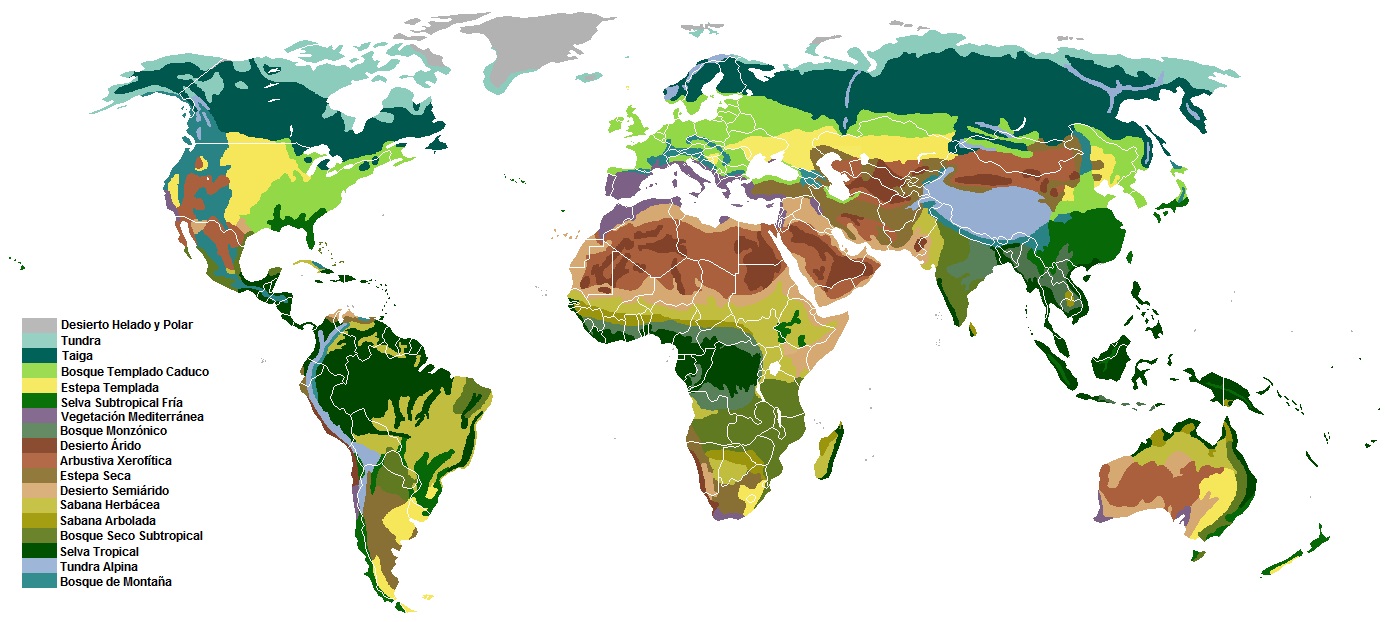 Desierto Helado y Polar
Tundra
Taiga
Bosque Templado Caduco
Estepa Templada
Selva Subtropical Fría
Vegetación Mediterránea
Bosque Monzónico
Desierto Árido
Arbustiva Xerofítica
Estepa Seca
Desierto Semiárido
Sabana Herbácea
Sabana Arbolada
Bosque Seco Subtropical
Selva Tropical
Tundra Alpina
Bosque de Montaña